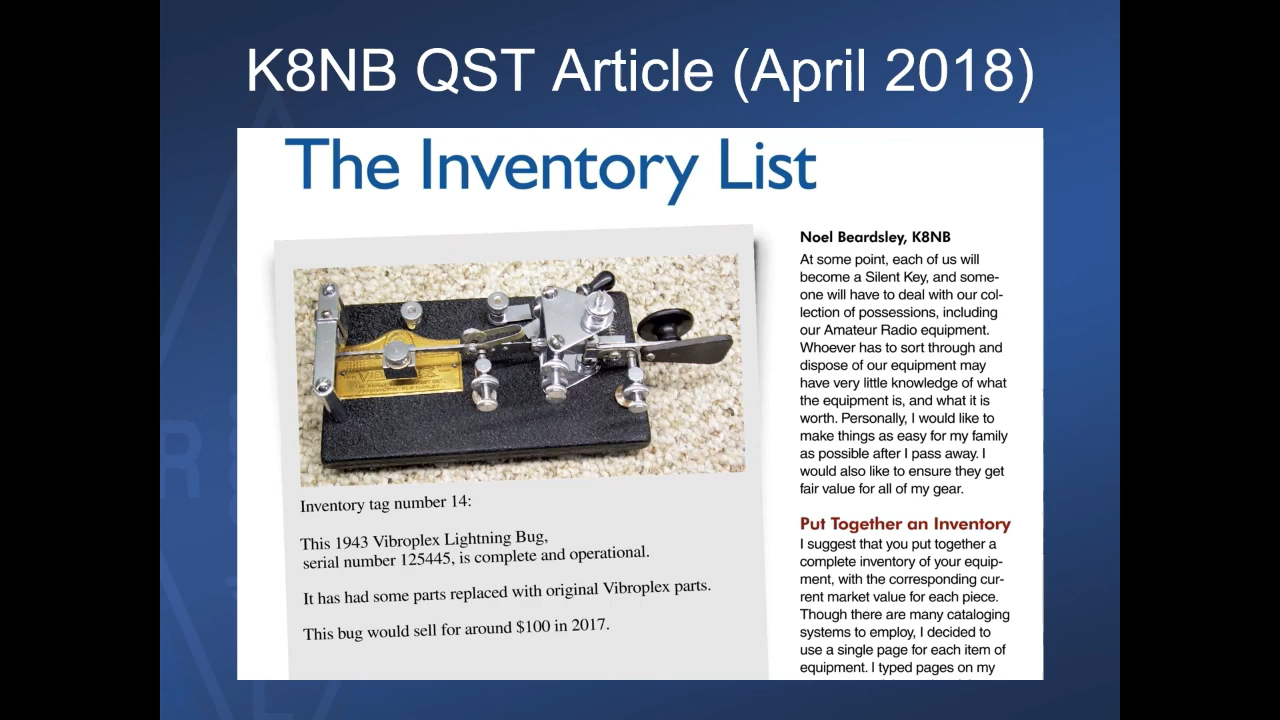 K8NB QST Article (April 2018)
The Inventory List
VIBROPLEX
Inventory tag number 14:
This 1943 Vibroplex Lightning Bug,
serial number 125445, is complete and operational.
It has had some parts replaced with original Vibroplex parts.
This bug would sell for around $100 in 2017.
Noel Beardsley, K8NB
At some point, each of us will
become a Silent Key, and some-
one will have to deal with our col-
lection of possessions, including
our Amateur Radio equipment.
Whoever has to sort through and
dispose of our equipment may
have very little knowledge of what
the equipment is, and what it is
worth. Personally, I would like to
make things as easy for my family
as possible after I pass away. I
would also like to ensure they get
fair value for all of my gear.
Put Together an Inventory
I suggest that you put together a
complete inventory of your equip-
ment, with the corresponding cur-
rent market value for each piece.
Though there are many cataloging
systems to employ, I decided to
use a single page for each item of
equipment. I typed pages on my